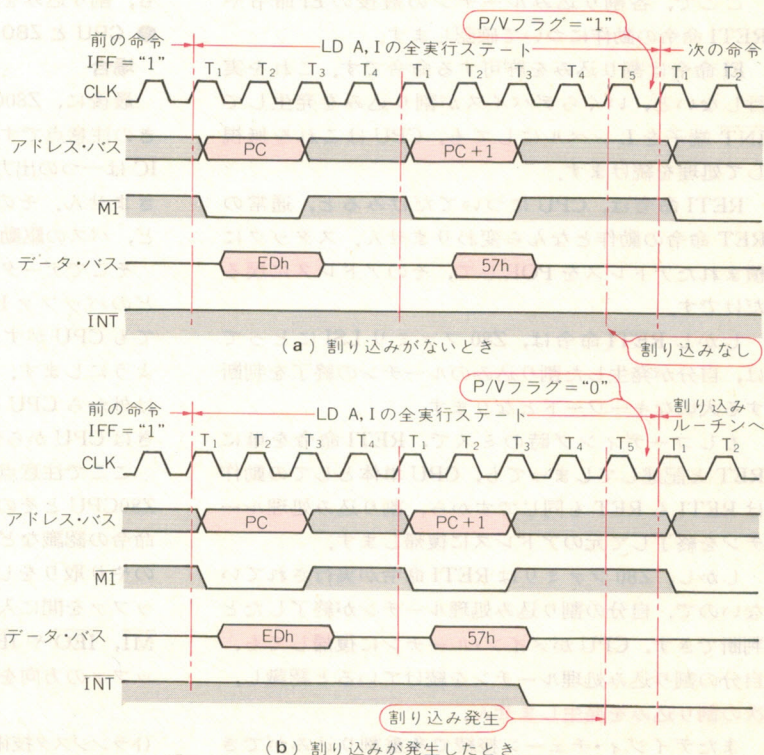 P/Vフラグ="1"
前の命令 LD A,Iの全実行ステート 次の命令
IFF="1"
T1 T2 T3 T4 T1 T2 T3 T4 T5 T1 T2
CLK
アドレス・バス PC PC+1
M1
データ・バス EDh 57h
INT
(a) 割り込みがないとき 割り込みなし
P/Vフラグ="0"
前の命令 LD A,Iの全実行ステート 割り込み
IFF="1" ルーチンへ
T1 T2 T3 T4 T1 T2 T3 T4 T5 T1 T2
CLK
アドレス・バス PC PC+1
M1
データ・バス EDh 57h
INT
割り込み発生
(b) 割り込みが発生したとき